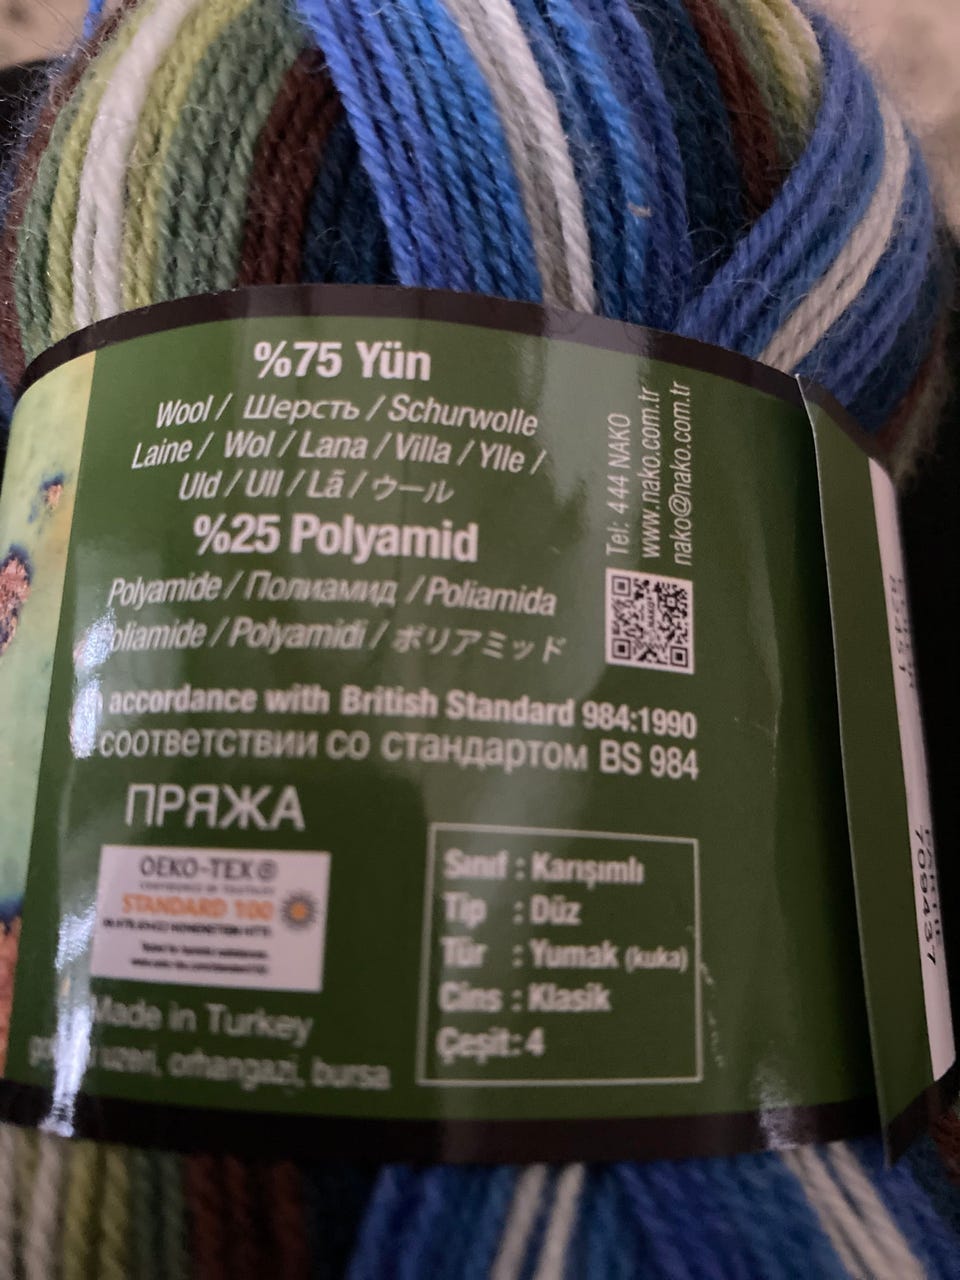 %75 Yün
Wool / Шерсть / Schurwolle
Laine / Wol / Lana / Villa / Ylle /
Uld / Ull / Lã / ウール
%25 Polyamid
Polyamide / Полиамид / Poliamida
oliamide / Polyamidi / ポリアミッド
accordance with British Standard 984:1990
соответствии со стандартом BS 984
ПРЯЖА
OEKO-TEX®
STANDARD 100
Made in Turkey
uzeri, orhangazi, bursa
Sınıf : Karışımlı
Tip : Düz
Tür : Yumak (kuka)
Cins : Klasik
Çeşit: 4
Tel: 444 NAKO
www.nako.com.tr
nako@nako.com.tr
709437